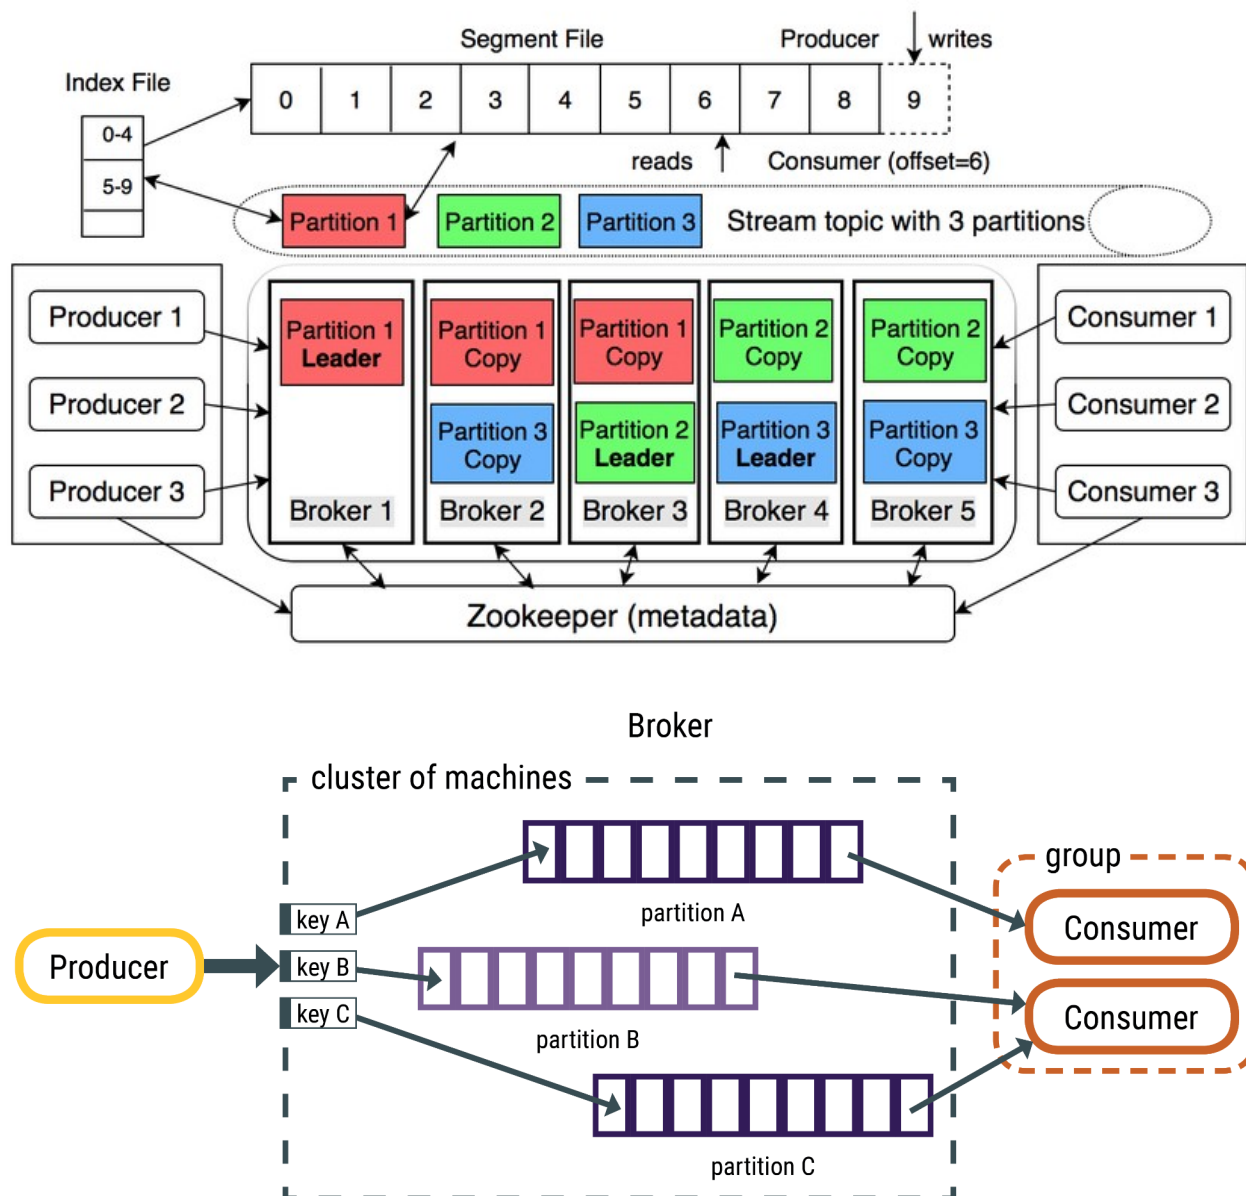 Segment File
Producer
writes
Index File
0 1 2 3 4 5 6 7 8 9
0-4
5-9
reads
Consumer (offset=6)
Partition 1
Partition 2
Partition 3
Stream topic with 3 partitions
Producer 1
Producer 2
Producer 3
Partition 1
Leader
Broker 1
Partition 1
Copy
Partition 3
Copy
Broker 2
Partition 1
Copy
Partition 2
Leader
Broker 3
Partition 2
Copy
Partition 3
Leader
Broker 4
Partition 2
Copy
Partition 3
Copy
Broker 5
Consumer 1
Consumer 2
Consumer 3
Zookeeper (metadata)
Broker
cluster of machines
Producer
key A
key B
key C
partition A
partition B
partition C
group
Consumer
Consumer